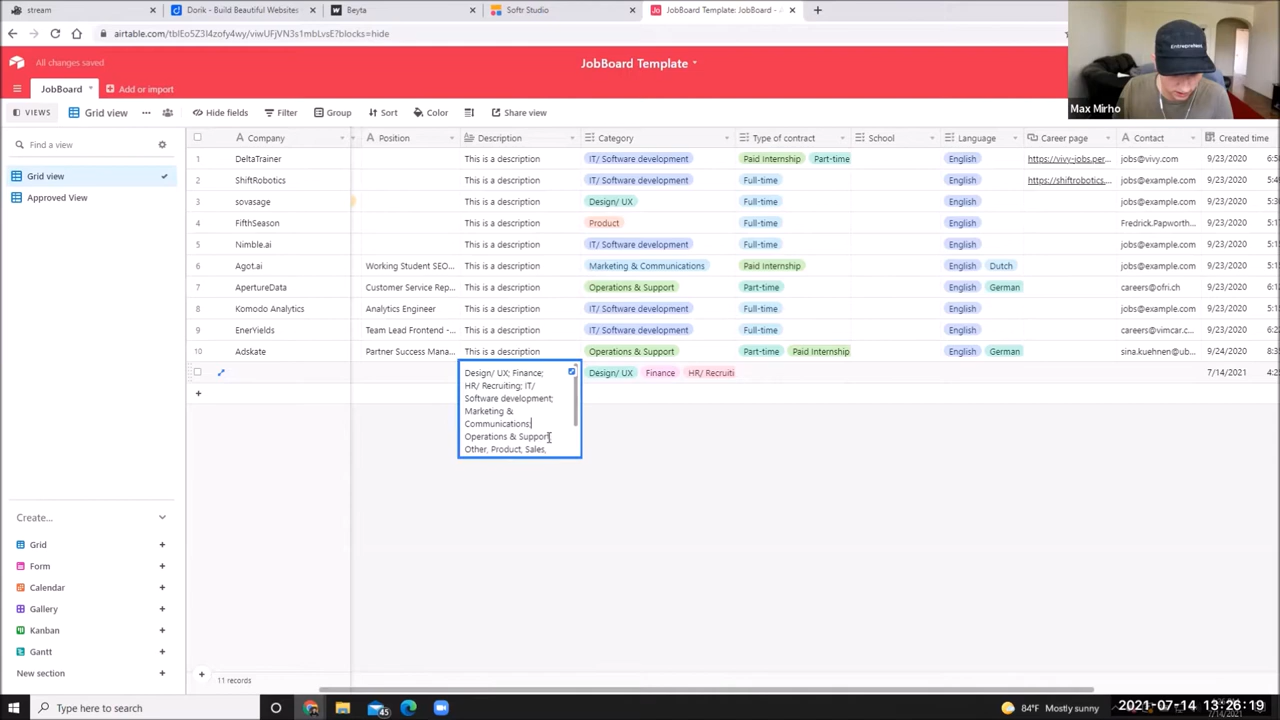 stream
Dorik - Build Beautiful Websites
Beyta
Softr Studio
JobBoard Template: JobBoard - A
airtable.com/tblEo5Z3l4zofy4wy/viwUfJVN3s1mbLvsE?blocks=hide
All changes saved
JobBoard Template
JobBoard
Add or import
VIEWS
Grid view
Hide fields
Filter
Group
Sort
Color
Share view
Find a view
Grid view
Approved View
Company Position Description Category Type of contract School Language Career page Contact Created time
1 DeltaTrainer This is a description IT/ Software development Paid Internship Part-time English https://vivy-jobs.per... jobs@vivy.com 9/23/2020 6:5
2 ShiftRobotics This is a description IT/ Software development Full-time English https://shiftrobotics.... jobs@example.com 9/23/2020 5:4
3 sovasage This is a description Design/ UX Full-time English jobs@example.com 9/23/2020
4 FifthSeason This is a description Product Full-time English Fredrick.Papworth... 9/23/2020
5 Nimble.ai This is a description IT/ Software development Full-time English jobs@example.com 9/23/2020
6 Agot.ai Working Student SEO... This is a description Marketing & Communications Paid Internship English Dutch jobs@example.com 9/23/2020 5:1
7 ApertureData Customer Service Rep... This is a description Operations & Support Part-time English German careers@ofri.ch 9/23/2020
8 Komodo Analytics Analytics Engineer This is a description IT/ Software development Full-time English jobs@example.com 9/23/2020
9 EnerYields Team Lead Frontend -... This is a description IT/ Software development Full-time English careers@vimcar.c... 9/23/2020
10 Adskate Partner Success Mana... This is a description Operations & Support Part-time Paid Internship English German sina.kuehnen@ub... 9/24/2020
Design/ UX Finance HR/ Recruiti English 7/14/2021
Design/ UX; Finance;
HR/ Recruiting; IT/
Software development;
Marketing &
Communications;
Operations & Support
Other, Product, Sales,
Create...
Grid
Form
Calendar
Gallery
Kanban
Gantt
New section
11 records
Max Mirho
Type here to search
45
84°F Mostly sunny
2021-07-14 13:26:19